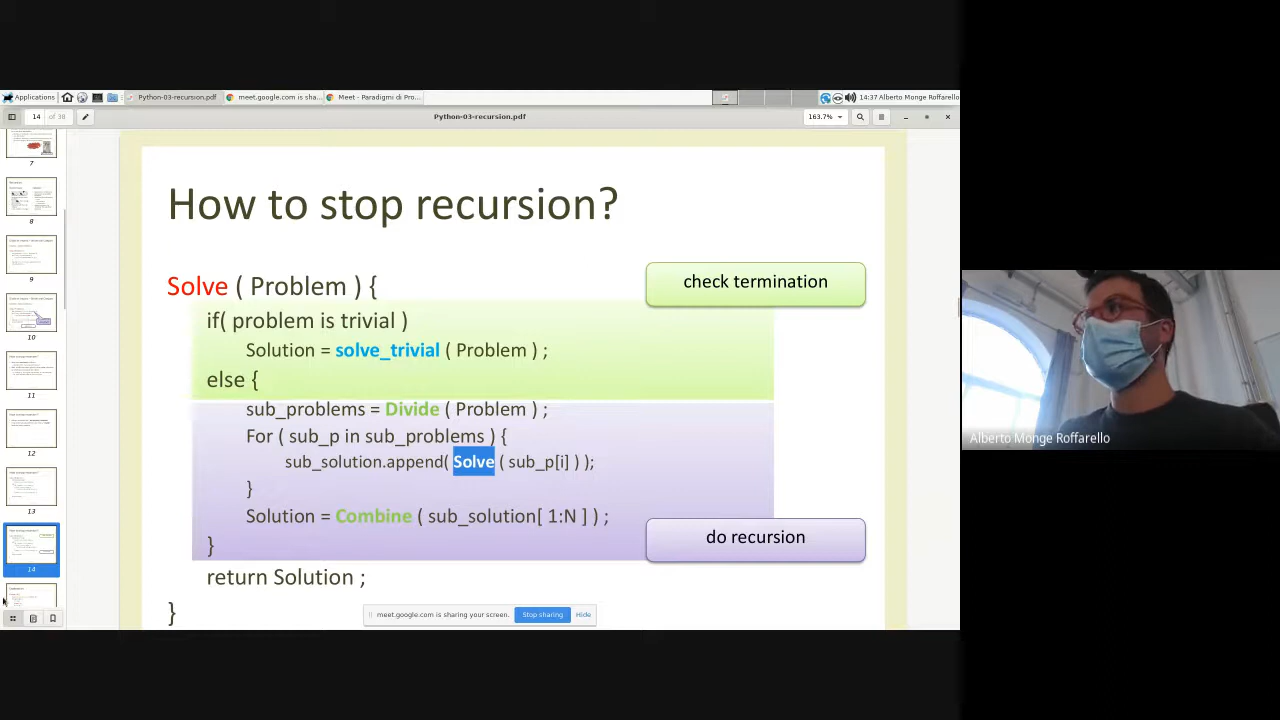 Applications
Python-03-recursion.pdf
meet.google.com is sha...
Meet - Paradigmi di Pro...
14:37 Alberto Monge Roffarello
14 of 38
Python-03-recursion.pdf
163.7%
7
8
9
10
11
12
13
14
How to stop recursion?
Solve ( Problem ) {
check termination
if( problem is trivial )
Solution = solve_trivial ( Problem ) ;
else {
sub_problems = Divide ( Problem ) ;
For ( sub_p in sub_problems ) {
sub_solution.append( Solve ( sub_p[i] ) );
}
Solution = Combine ( sub_solution[ 1:N ] ) ;
do recursion
}
return Solution ;
}
meet.google.com is sharing your screen.
Stop sharing
Hide
Alberto Monge Roffarello